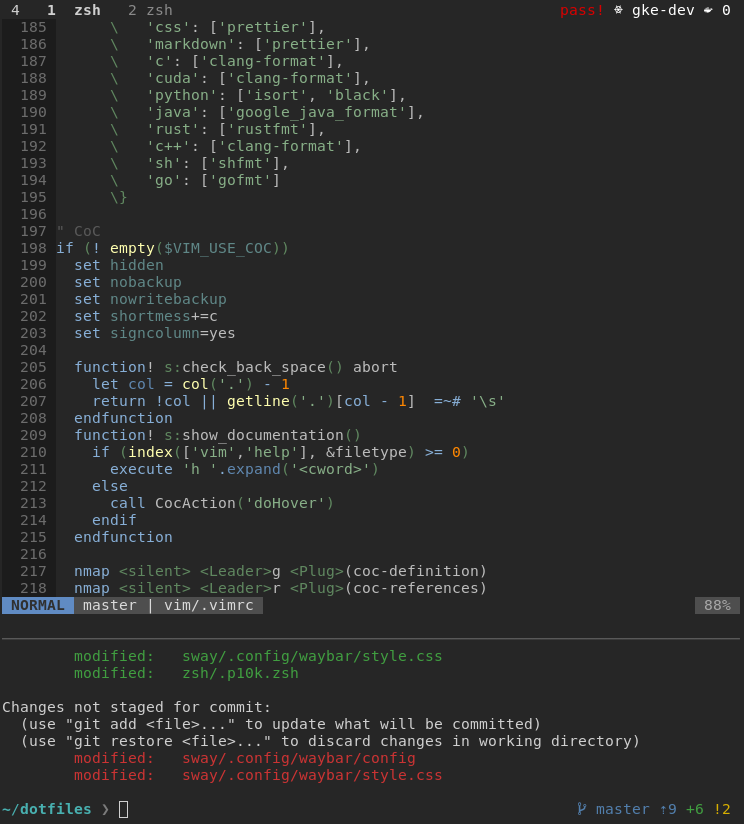 4   1  zsh   2 zsh   pass! ☸ gke-dev 0
185       \   'css': ['prettier'],
186       \   'markdown': ['prettier'],
187       \   'c': ['clang-format'],
188       \   'cuda': ['clang-format'],
189       \   'python': ['isort', 'black'],
190       \   'java': ['google_java_format'],
191       \   'rust': ['rustfmt'],
192       \   'c++': ['clang-format'],
193       \   'sh': ['shfmt'],
194       \   'go': ['gofmt']
195       \}
196
197 " CoC
198 if (! empty($VIM_USE_COC))
199   set hidden
200   set nobackup
201   set nowritebackup
202   set shortmess+=c
203   set signcolumn=yes
204
205   function! s:check_back_space() abort
206     let col = col('.') - 1
207     return !col || getline('.')[col - 1]  =~# '\s'
208   endfunction
209   function! s:show_documentation()
210     if (index(['vim','help'], &filetype) >= 0)
211       execute 'h '.expand('<cword>')
212     else
213       call CocAction('doHover')
214     endif
215   endfunction
216
217   nmap <silent> <Leader>g <Plug>(coc-definition)
218   nmap <silent> <Leader>r <Plug>(coc-references)
NORMAL  master | vim/.vimrc   88%
modified:   sway/.config/waybar/style.css
modified:   zsh/.p10k.zsh
Changes not staged for commit:
(use "git add <file>..." to update what will be committed)
(use "git restore <file>..." to discard changes in working directory)
modified:   sway/.config/waybar/config
modified:   sway/.config/waybar/style.css
~/dotfiles ❯   master ↑9 +6 !2